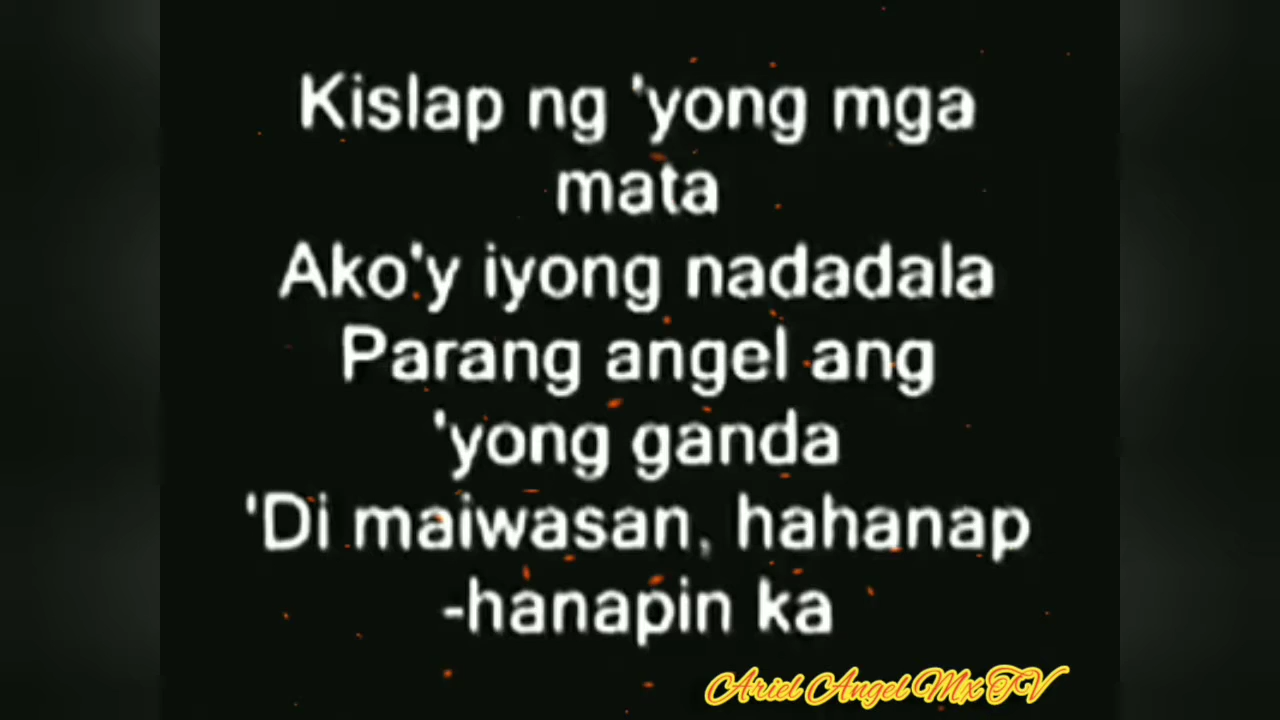 Kislap ng 'yong mga
mata
Ako'y iyong nadadala
Parang angel ang
'yong ganda
'Di maiwasan, hahanap
-hanapin ka
Ariel Angel Mx TV